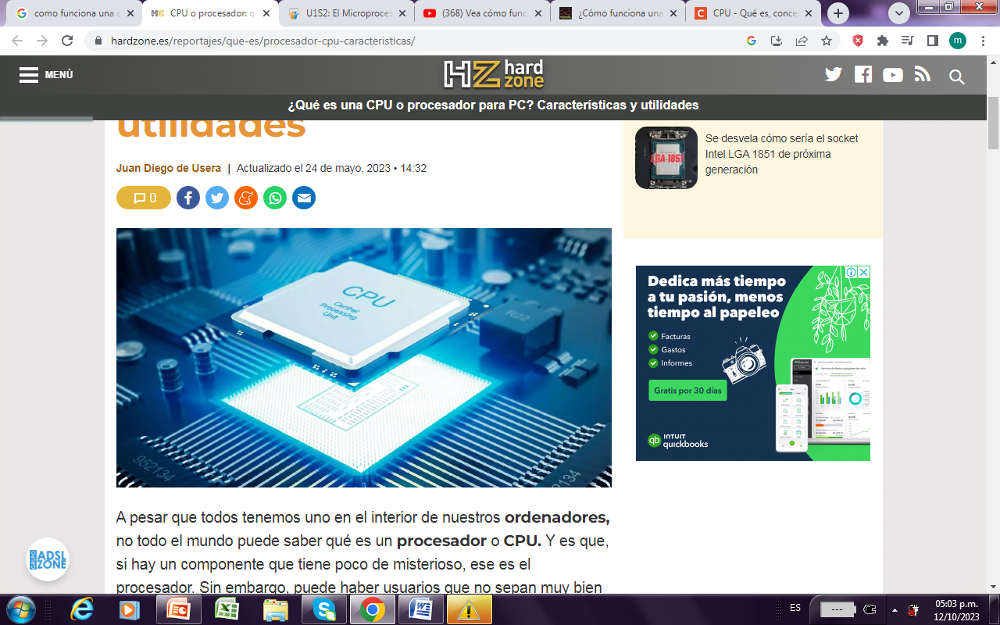 como funciona una c
CPU o procesador: q
U1S2: El Microproces
(368) Vea cómo func
¿Cómo funciona una
CPU - Qué es, conce
hardzone.es/reportajes/que-es/procesador-cpu-caracteristicas/
m
MENÚ
HZ hard zone
¿Qué es una CPU o procesador para PC? Características y utilidades
utilidades
Juan Diego de Usera | Actualizado el 24 de mayo, 2023 • 14:32
0
CPU
Central
Processing
Unit
R22
952134
952134
A pesar que todos tenemos uno en el interior de nuestros ordenadores,
no todo el mundo puede saber qué es un procesador o CPU. Y es que,
si hay un componente que tiene poco de misterioso, ese es el
procesador. Sin embargo, puede haber usuarios que no sepan muy bien
LGA-1851
Se desvela cómo sería el socket
Intel LGA 1851 de próxima
generación
Dedica más tiempo
a tu pasión, menos
tiempo al papeleo
Facturas
Gastos
Informes
Gratis por 30 días
qb INTUIT
quickbooks
ADSL
ZONE
ES
05:03 p.m.
12/10/2023